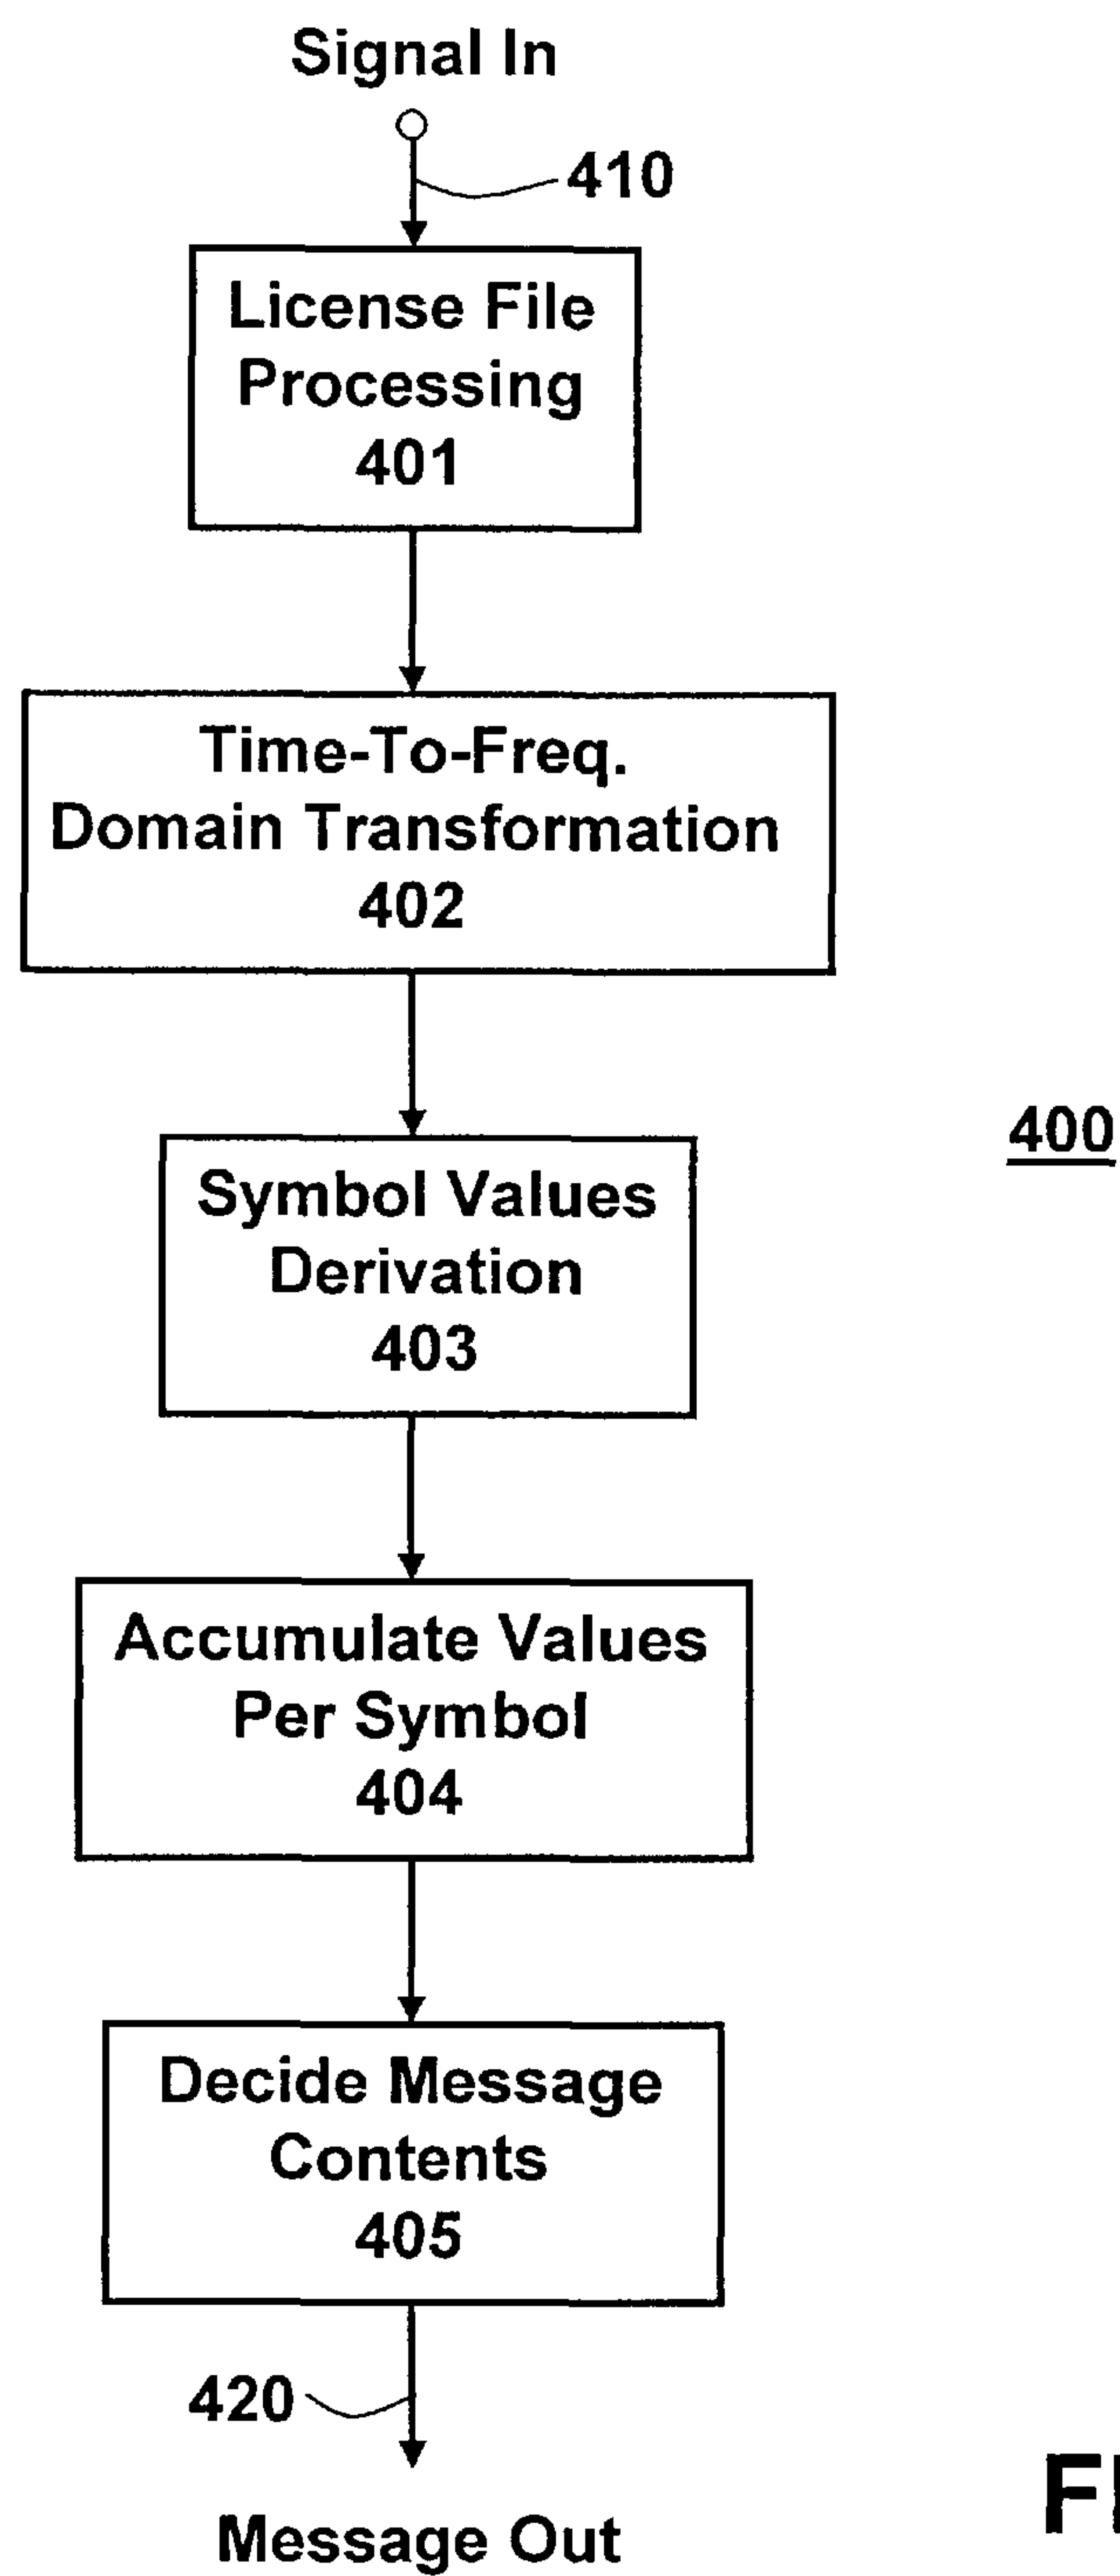 Signal In
410
License File
Processing
401
Time-To-Freq.
Domain Transformation
402
400
Symbol Values
Derivation
403
Accumulate Values
Per Symbol
404
Decide Message
Contents
405
420
Message Out